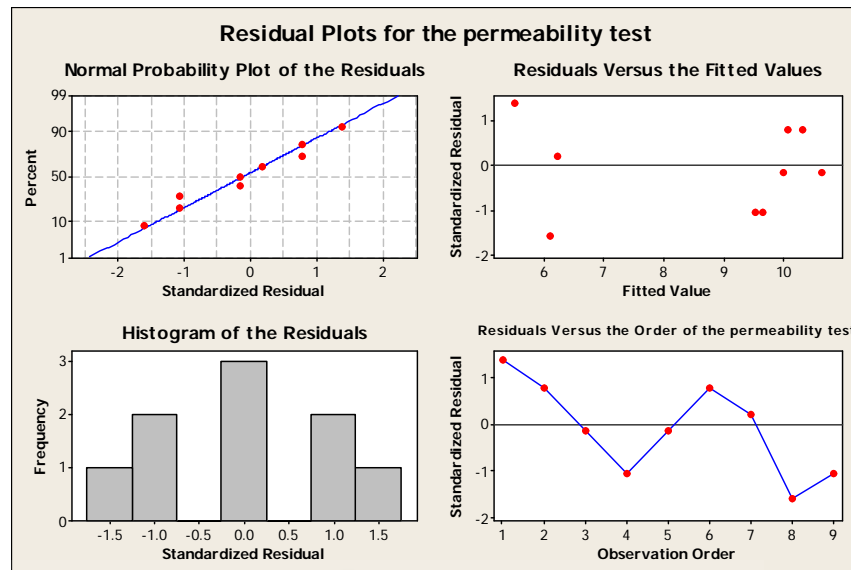 Residual Plots for the permeability test
Normal Probability Plot of the Residuals
99
90
50
10
1
Percent
-2 -1 0 1 2
Standardized Residual
Residuals Versus the Fitted Values
1
0
-1
-2
Standardized Residual
6 7 8 9 10
Fitted Value
Histogram of the Residuals
3
2
1
0
Frequency
-1.5 -1.0 -0.5 0.0 0.5 1.0 1.5
Standardized Residual
Residuals Versus the Order of the permeability test
1
0
-1
-2
Standardized Residual
1 2 3 4 5 6 7 8 9
Observation Order